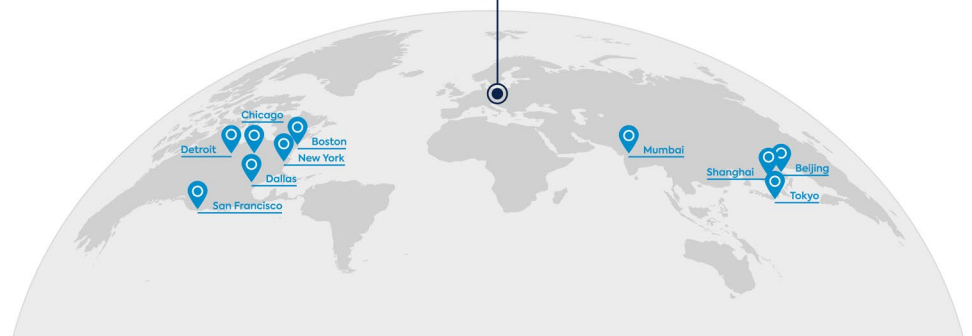 Chicago
Boston
Detroit
New York
Mumbai
Dallas
Shanghai
Beijing
Tokyo
San Francisco